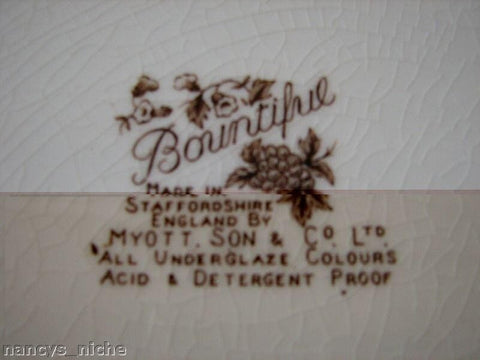 Bountiful
MADE IN
STAFFORDSHIRE
ENGLAND BY
MYOTT, SON & CO. LTD.
ALL UNDERGLAZE COLOURS
ACID & DETERGENT PROOF
nancys_niche